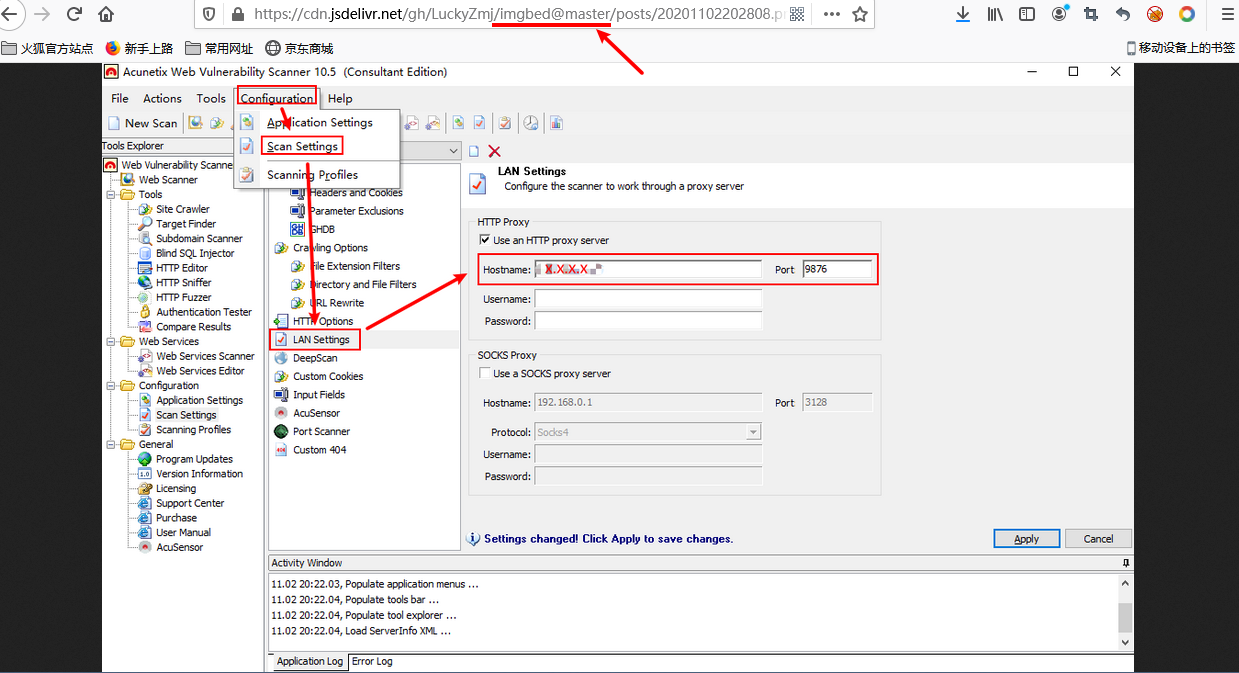 https://cdn.jsdelivr.net/gh/LuckyZmj/imgbed@master/posts/20201102202808.p
火狐官方站点 新手上路 常用网址 京东商城 移动设备上的书签
Acunetix Web Vulnerability Scanner 10.5 (Consultant Edition)
File Actions Tools Configuration Help
New Scan
Application Settings
Scan Settings
Scanning Profiles
Tools Explorer
Web Vulnerability Scanne
Web Scanner
Tools
Site Crawler
Target Finder
Subdomain Scanner
Blind SQL Injector
HTTP Editor
HTTP Sniffer
HTTP Fuzzer
Authentication Tester
Compare Results
Web Services
Web Services Scanner
Web Services Editor
Configuration
Application Settings
Scan Settings
Scanning Profiles
General
Program Updates
Version Information
Licensing
Support Center
Purchase
User Manual
AcuSensor
Headers and Cookies
Parameter Exclusions
GHDB
Crawling Options
File Extension Filters
Directory and File Filters
URL Rewrite
HTTP Options
LAN Settings
DeepScan
Custom Cookies
Input Fields
AcuSensor
Port Scanner
Custom 404
LAN Settings
Configure the scanner to work through a proxy server
HTTP Proxy
Use an HTTP proxy server
Hostname: X.X.X.X Port 9876
Username:
Password:
SOCKS Proxy
Use a SOCKS proxy server
Hostname: 192.168.0.1 Port 3128
Protocol: Socks4
Username:
Password:
Settings changed! Click Apply to save changes.
Apply Cancel
Activity Window
11.02 20:22.03, Populate application menus ...
11.02 20:22.04, Populate tools bar ...
11.02 20:22.04, Populate tool explorer ...
11.02 20:22.04, Load ServerInfo XML ...
Application Log Error Log